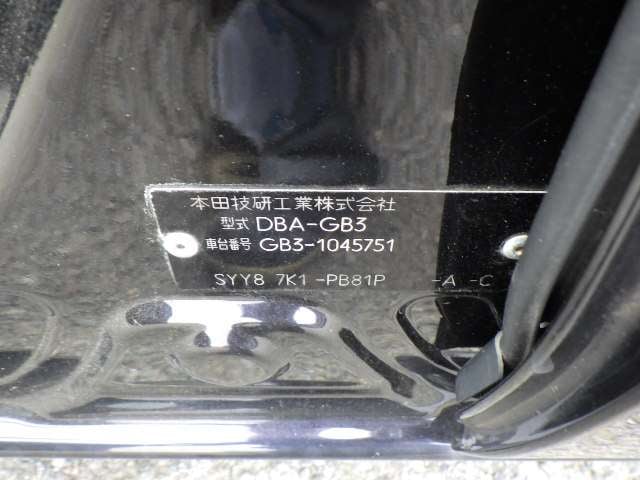 本田技研工業株式会社
型式 DBA-GB3
車台番号 GB3-1045751
SYY8 7K1 -PB81P -A -C